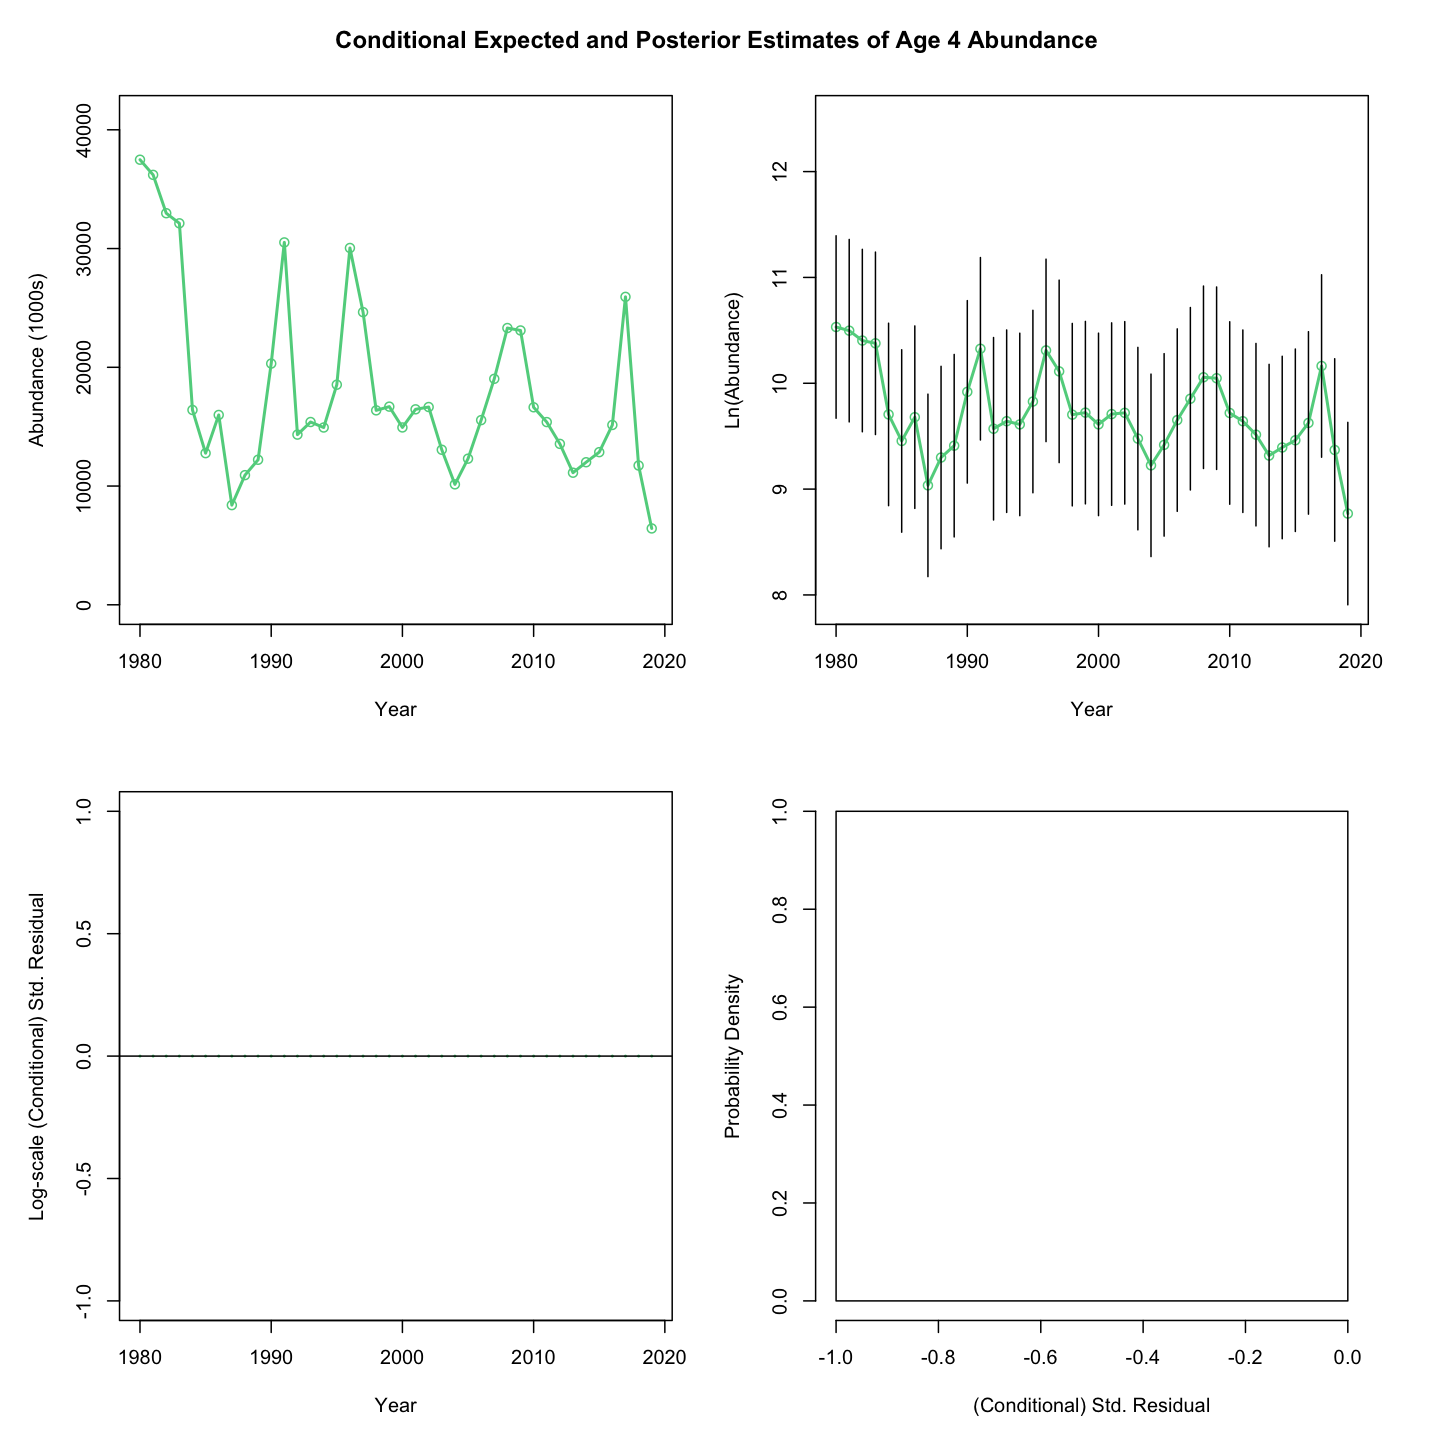 Conditional Expected and Posterior Estimates of Age 4 Abundance
Abundance (1000s)
40000
30000
20000
10000
0
1980 1990 2000 2010 2020
Year
Ln(Abundance)
12
11
10
9
8
1980 1990 2000 2010 2020
Year
Log-scale (Conditional) Std. Residual
1.0
0.5
0.0
-0.5
-1.0
1980 1990 2000 2010 2020
Year
Probability Density
1.0
0.8
0.6
0.4
0.2
0.0
-1.0 -0.8 -0.6 -0.4 -0.2 0.0
(Conditional) Std. Residual